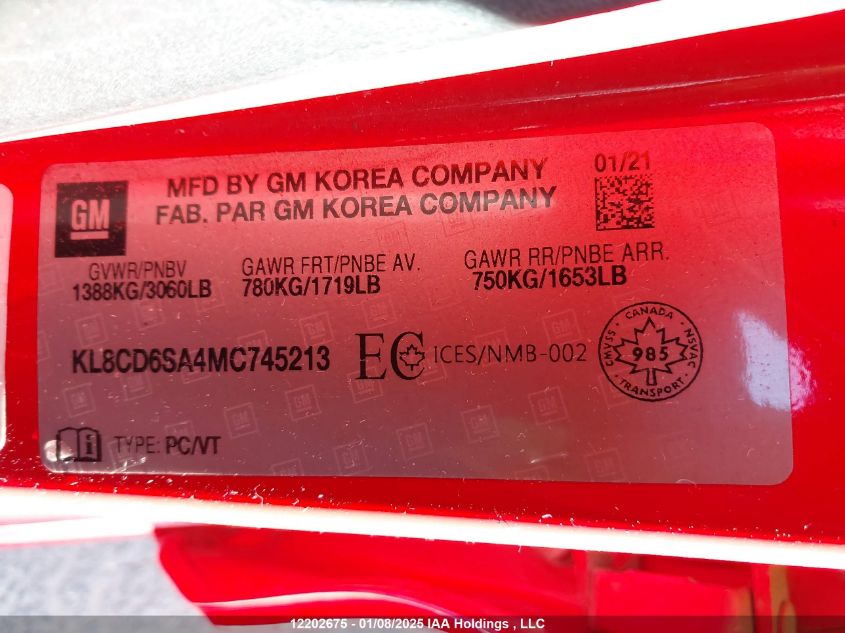 GM
MFD BY GM KOREA COMPANY
FAB. PAR GM KOREA COMPANY
01/21
GVWR/PNBV
1388KG/3060LB
GAWR FRT/PNBE AV.
780KG/1719LB
GAWR RR/PNBE ARR.
750KG/1653LB
KL8CD6SA4MC745213
EC ICES/NMB-002
CANADA
CMVSS 985 NSVAC
TRANSPORT
i TYPE: PC/VT
12202675 - 01/08/2025 IAA Holdings , LLC